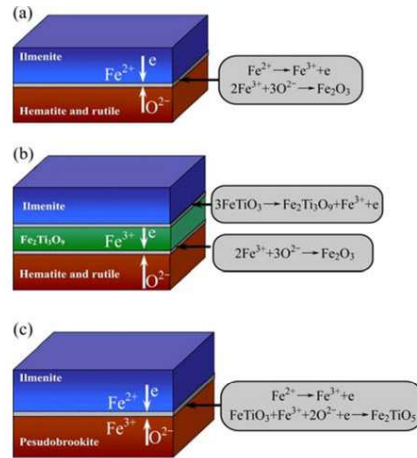 (a)
Ilmenite
e
Fe²⁺
O²⁻
Hematite and rutile
Fe²⁺→Fe³⁺+e
2Fe³⁺+3O²⁻→Fe₂O₃
(b)
Ilmenite
Fe₂Ti₃O₉
Fe³⁺
e
Hematite and rutile
O²⁻
3FeTiO₃→Fe₂Ti₃O₉+Fe³⁺+e
2Fe³⁺+3O²⁻→Fe₂O₃
(c)
Ilmenite
e
Fe²⁺
Fe³⁺
O²⁻
Pesudobrookite
Fe²⁺→Fe³⁺+e
FeTiO₃+Fe³⁺+2O²⁻+e→Fe₂TiO₅